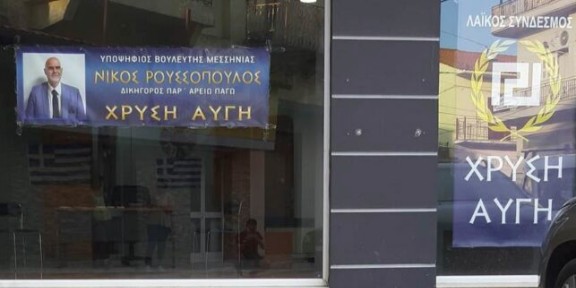 ΥΠΟΨΗΦΙΟΣ ΒΟΥΛΕΥΤΗΣ ΜΕΣΣΗΝΙΑΣ
ΝΙΚΟΣ ΡΟΥΣΣΟΠΟΥΛΟΣ
ΔΙΚΗΓΟΡΟΣ ΠΑΡ' ΑΡΕΙΩ ΠΑΓΩ
ΧΡΥΣΗ ΑΥΓΗ
ΛΑΪΚΟΣ ΣΥΝΔΕΣΜΟΣ
ΧΡΥΣΗ
ΑΥΓΗ